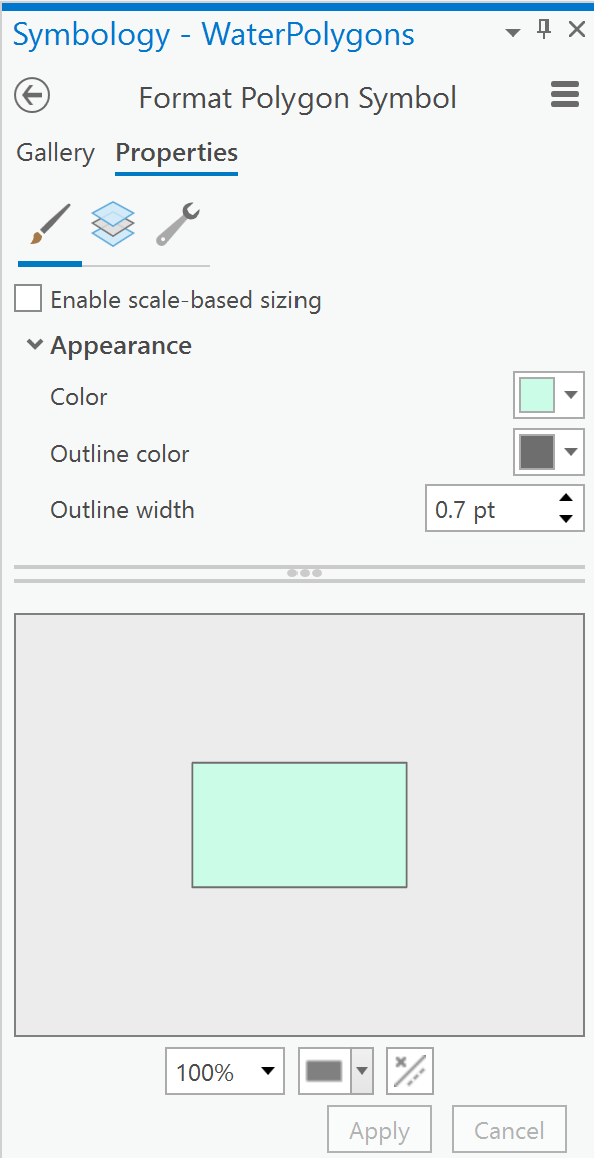 Symbology - WaterPolygons
Format Polygon Symbol
Gallery Properties
Enable scale-based sizing
Appearance
Color
Outline color
Outline width 0.7 pt
100%
Apply Cancel